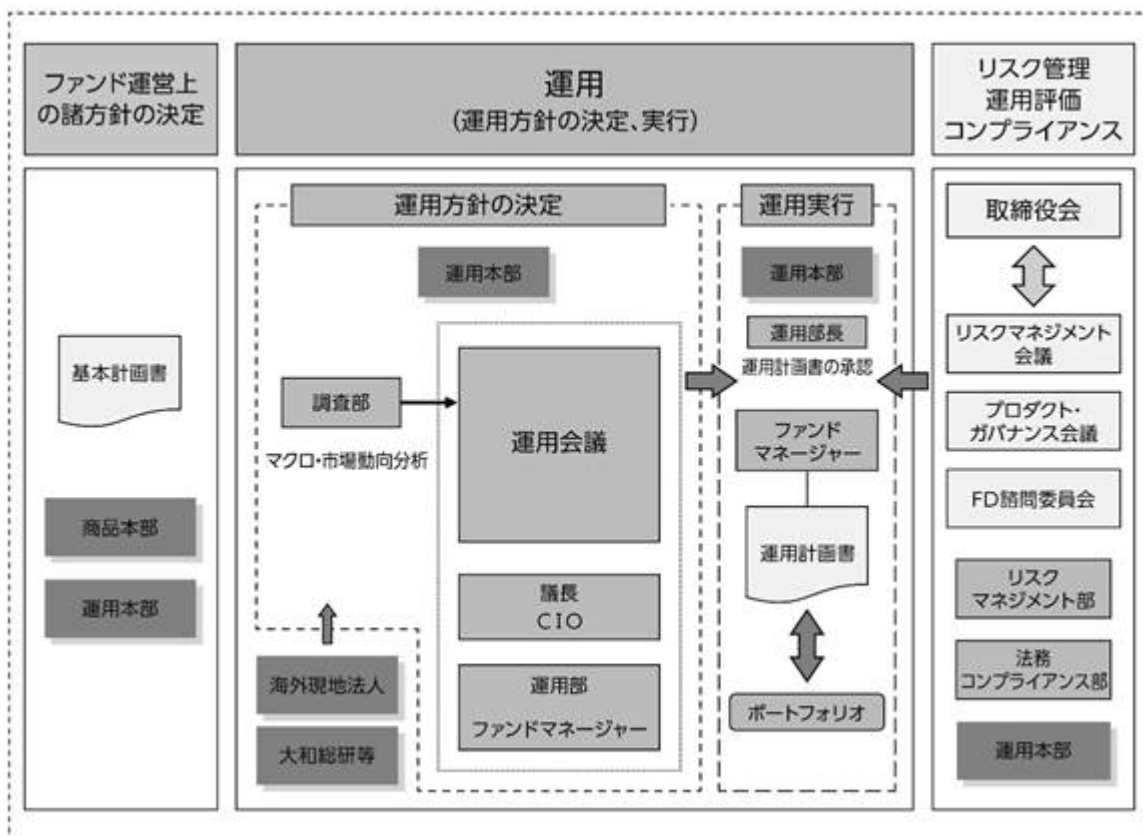 ファンド運営上
の諸方針の決定
運用
(運用方針の決定、実行)
リスク管理
運用評価
コンプライアンス
基本計画書
商品本部
運用本部
運用方針の決定
運用本部
調査部
マクロ・市場動向分析
運用会議
議長
CIO
運用部
ファンドマネージャー
海外現地法人
大和総研等
運用実行
運用本部
運用部長
運用計画書の承認
ファンド
マネージャー
運用計画書
ポートフォリオ
取締役会
リスクマネジメント
会議
プロダクト・
ガバナンス会議
FD諮問委員会
リスク
マネジメント部
法務
コンプライアンス部
運用本部